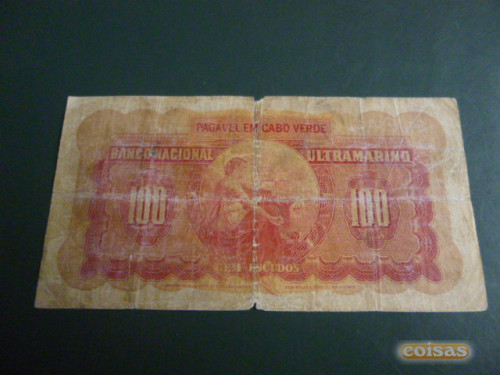 PAGAVEL EM CABO VERDE
BANCO NACIONAL ULTRAMARINO
100 100
CEM ESCUDOS
coisas